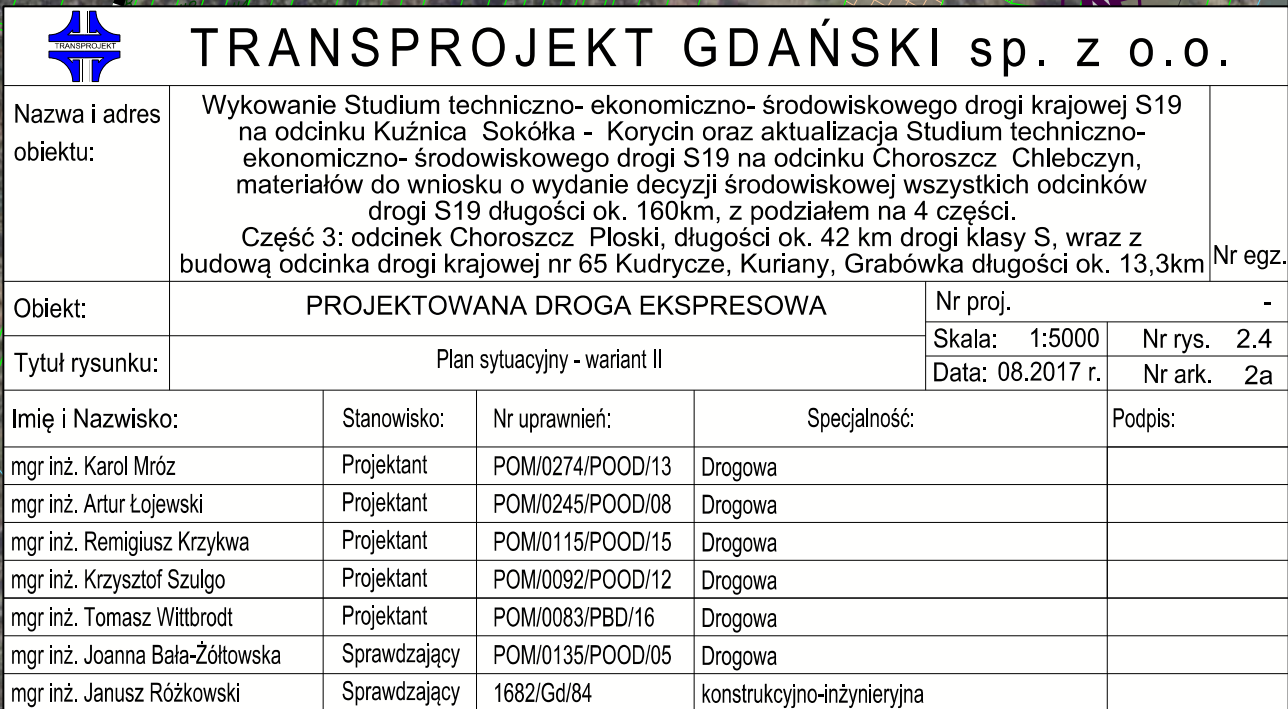 TRANSPROJEKT
TRANSPROJEKT GDAŃSKI sp. z o.o.
Nazwa i adres
obiektu:
Wykowanie Studium techniczno- ekonomiczno- środowiskowego drogi krajowej S19
na odcinku Kuźnica Sokółka - Korycin oraz aktualizacja Studium techniczno-
ekonomiczno- środowiskowego drogi S19 na odcinku Choroszcz Chlebczyn,
materiałów do wniosku o wydanie decyzji środowiskowej wszystkich odcinków
drogi S19 długości ok. 160km, z podziałem na 4 części.
Część 3: odcinek Choroszcz Ploski, długości ok. 42 km drogi klasy S, wraz z
budową odcinka drogi krajowej nr 65 Kudrycze, Kuriany, Grabówka długości ok. 13,3km
Nr egz.
Obiekt: PROJEKTOWANA DROGA EKSPRESOWA Nr proj. -
Tytuł rysunku: Plan sytuacyjny - wariant II
Skala: 1:5000 Nr rys. 2.4
Data: 08.2017 r. Nr ark. 2a
Imię i Nazwisko: Stanowisko: Nr uprawnień: Specjalność: Podpis:
mgr inż. Karol Mróz Projektant POM/0274/POOD/13 Drogowa
mgr inż. Artur Łojewski Projektant POM/0245/POOD/08 Drogowa
mgr inż. Remigiusz Krzykwa Projektant POM/0115/POOD/15 Drogowa
mgr inż. Krzysztof Szulgo Projektant POM/0092/POOD/12 Drogowa
mgr inż. Tomasz Wittbrodt Projektant POM/0083/PBD/16 Drogowa
mgr inż. Joanna Bała-Żółtowska Sprawdzający POM/0135/POOD/05 Drogowa
mgr inż. Janusz Różkowski Sprawdzający 1682/Gd/84 konstrukcyjno-inżynieryjna